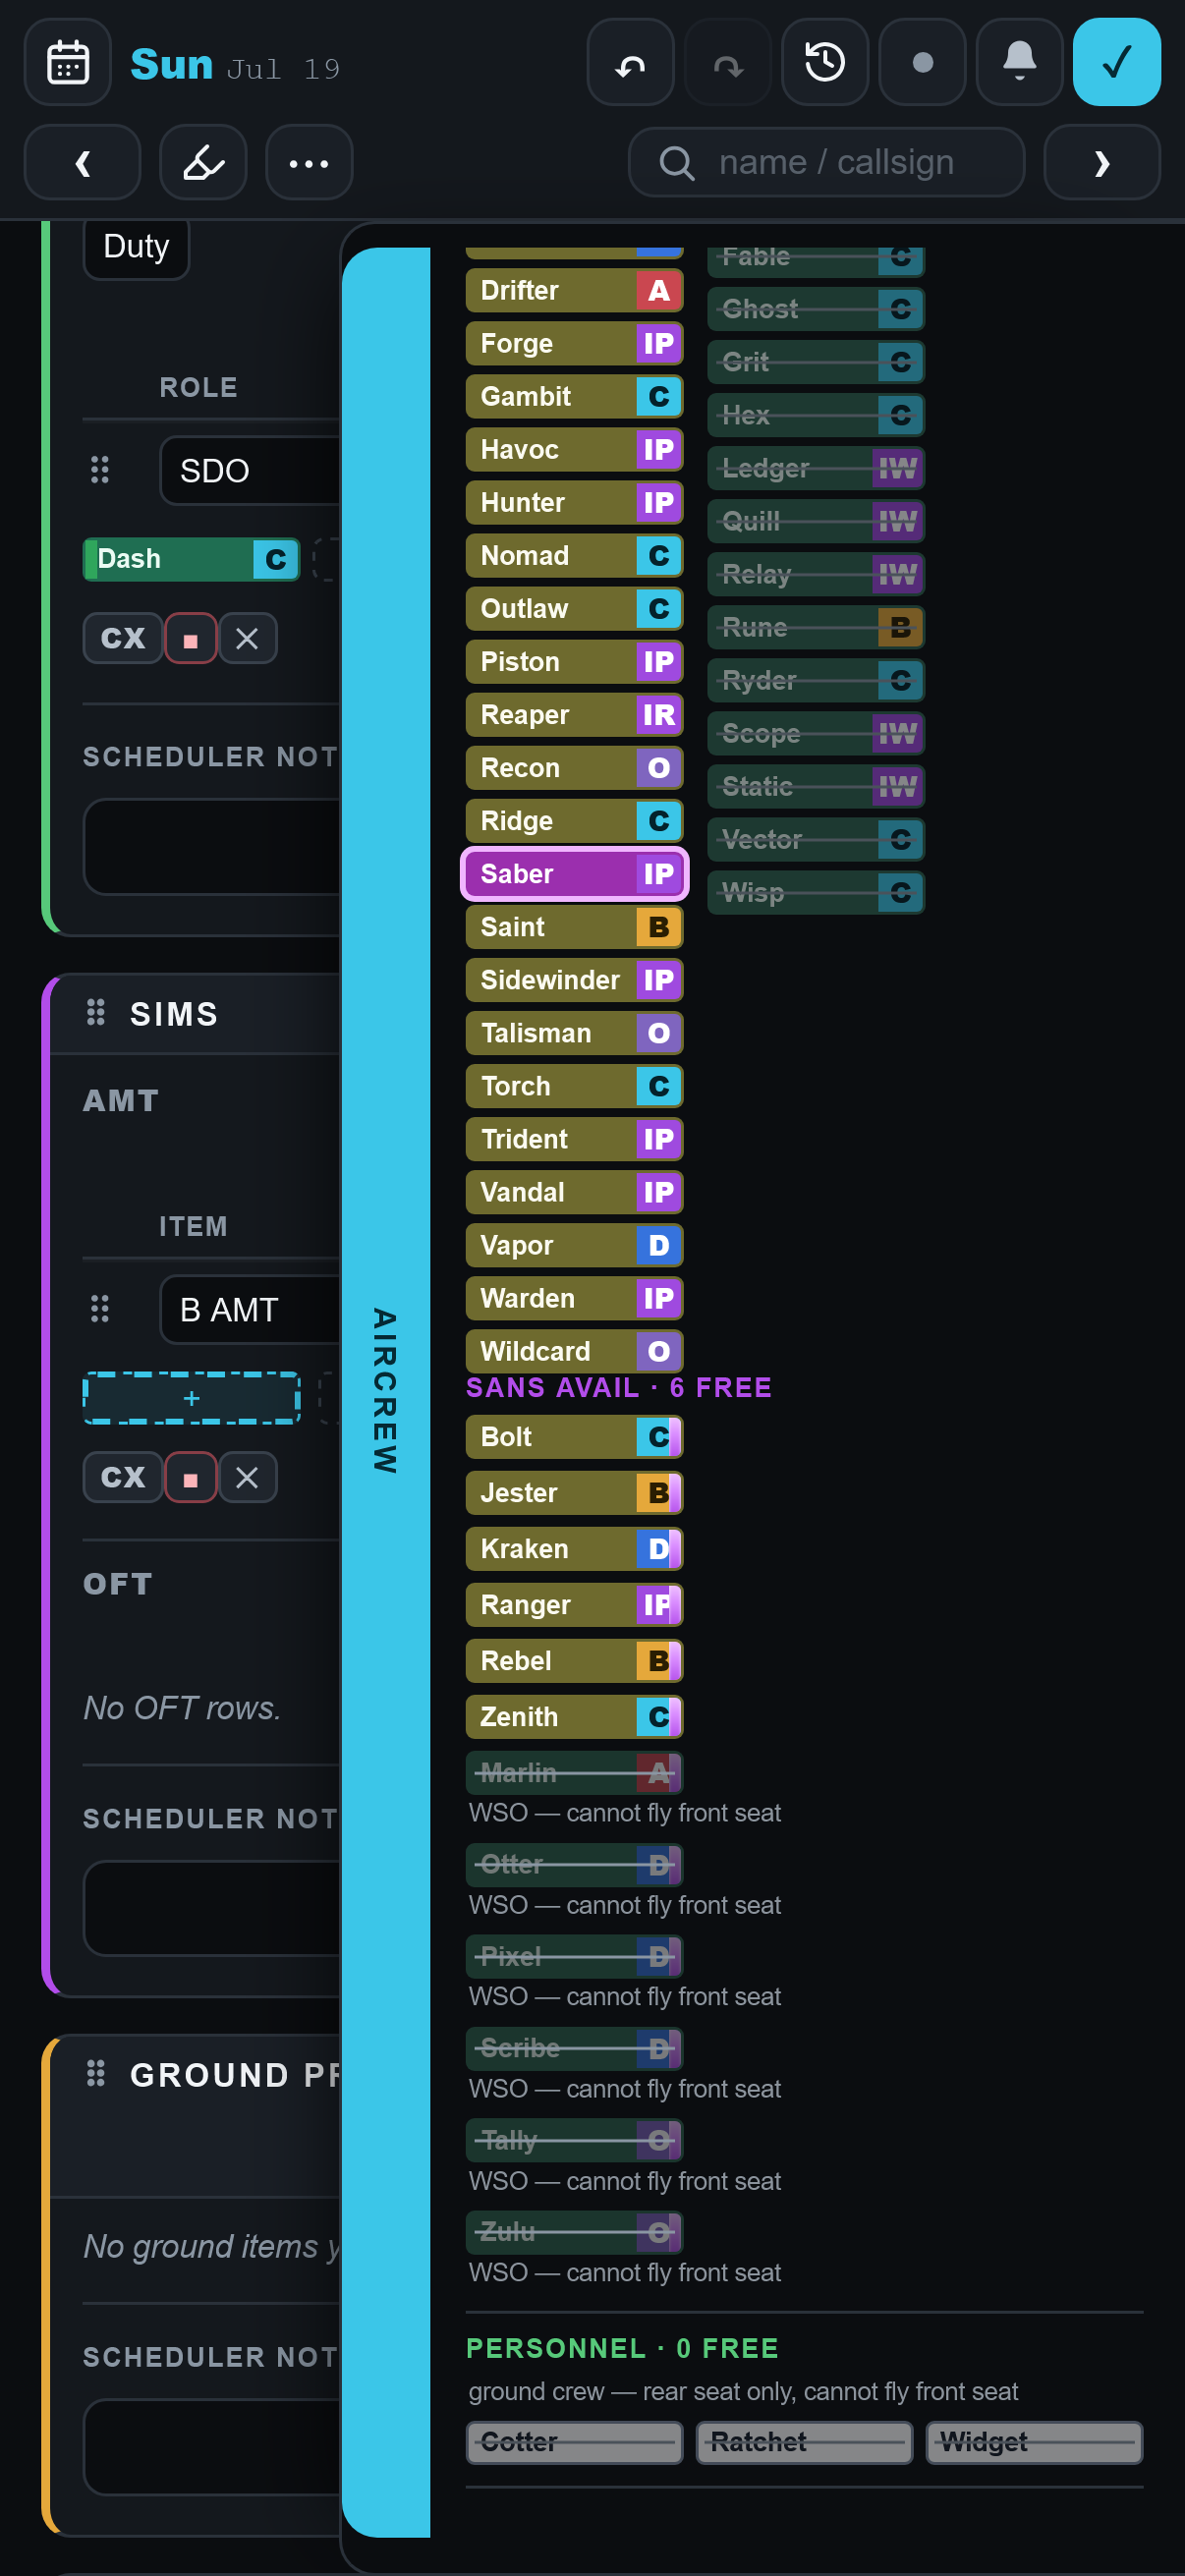 Sun Jul 19
name / callsign
Duty
ROLE
SDO
Dash C
CX
SCHEDULER NOT
SIMS
AMT
ITEM
B AMT
+
CX
OFT
No OFT rows.
SCHEDULER NOT
GROUND PR
No ground items y
SCHEDULER NOT
AIRCREW
Drifter A
Forge IP
Gambit C
Havoc IP
Hunter IP
Nomad C
Outlaw C
Piston IP
Reaper IR
Recon O
Ridge C
Saber IP
Saint B
Sidewinder IP
Talisman O
Torch C
Trident IP
Vandal IP
Vapor D
Warden IP
Wildcard O
Fable C
Ghost C
Grit C
Hex C
Ledger IW
Quill IW
Relay IW
Rune B
Ryder C
Scope IW
Static IW
Vector C
Wisp C
SANS AVAIL · 6 FREE
Bolt C
Jester B
Kraken D
Ranger IP
Rebel B
Zenith C
Marlin A
WSO — cannot fly front seat
Otter D
WSO — cannot fly front seat
Pixel D
WSO — cannot fly front seat
Scribe D
WSO — cannot fly front seat
Tally O
WSO — cannot fly front seat
Zulu O
WSO — cannot fly front seat
PERSONNEL · 0 FREE
ground crew — rear seat only, cannot fly front seat
Cotter Ratchet Widget